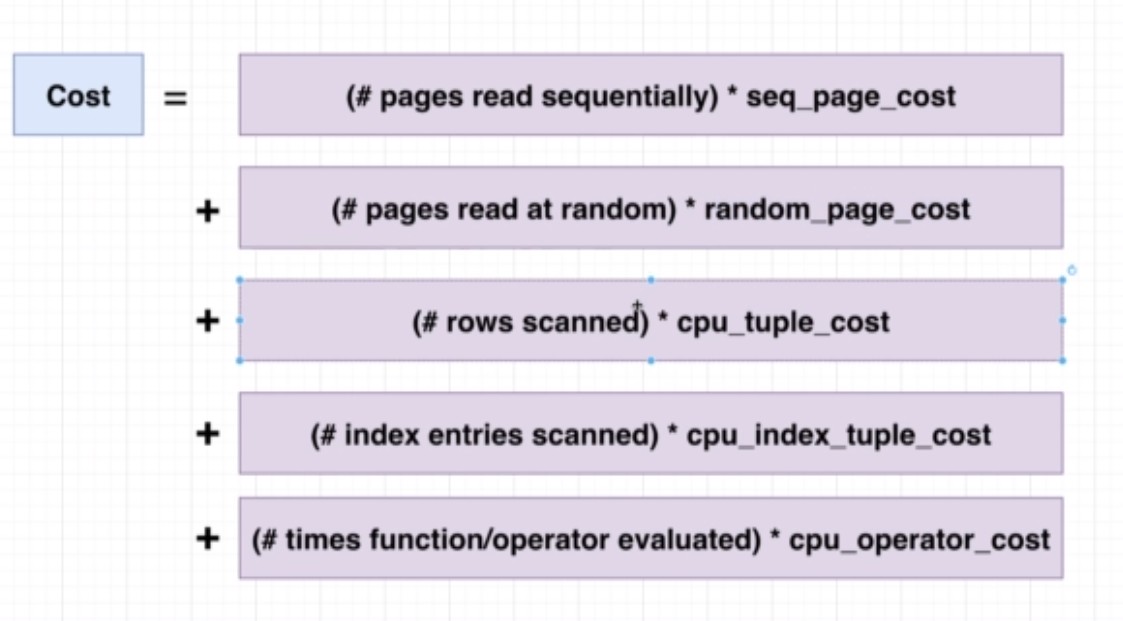 Cost = (# pages read sequentially) * seq_page_cost
+ (# pages read at random) * random_page_cost
+ (# rows scanned) * cpu_tuple_cost
+ (# index entries scanned) * cpu_index_tuple_cost
+ (# times function/operator evaluated) * cpu_operator_cost